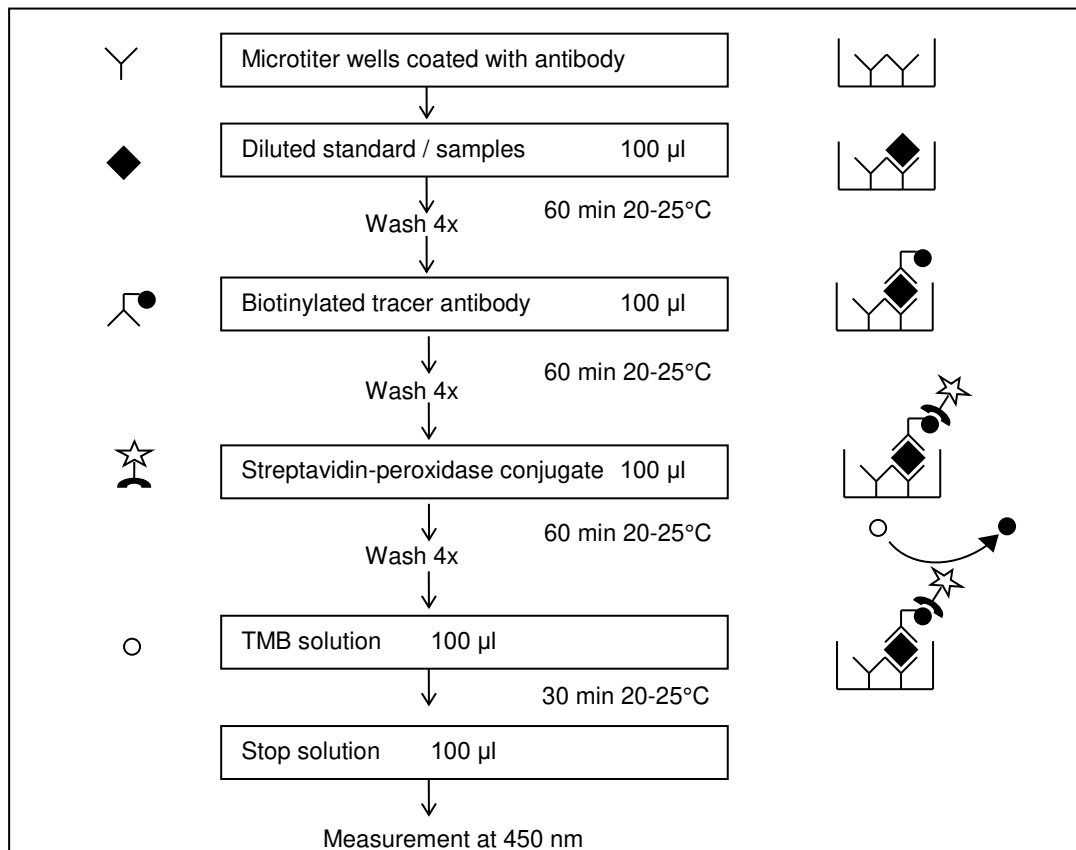 Microtiter wells coated with antibody
Diluted standard / samples 100 µl
60 min 20-25°C
Wash 4x
Biotinylated tracer antibody 100 µl
60 min 20-25°C
Wash 4x
Streptavidin-peroxidase conjugate 100 µl
60 min 20-25°C
Wash 4x
TMB solution 100 µl
30 min 20-25°C
Stop solution 100 µl
Measurement at 450 nm